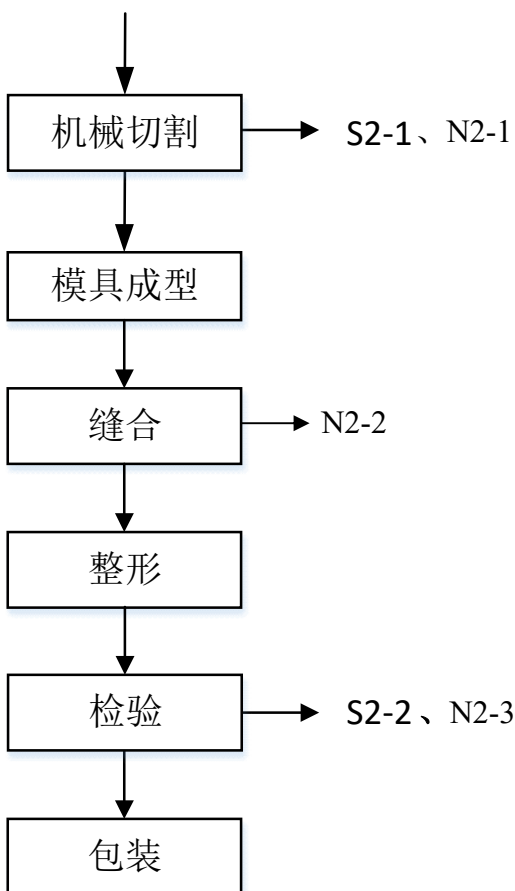 机械切割 S2-1、N2-1
模具成型
缝合 N2-2
整形
检验 S2-2、N2-3
包装